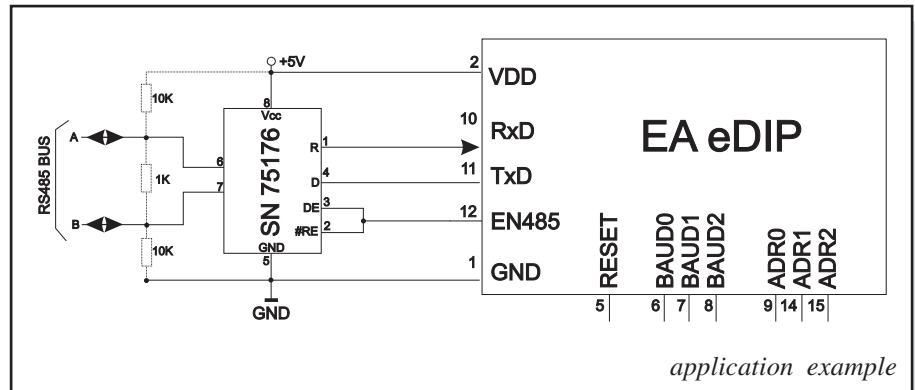 +5V
10K
A
1K
B
10K
RS485 BUS
8
Vcc
6
7
SN 75176
R 1
D 4
DE 3
#RE 2
GND
5
GND
EA eDIP
2 VDD
10 RxD
11 TxD
12 EN485
1 GND
RESET
BAUD0
BAUD1
BAUD2
ADR0
ADR1
ADR2
5 6 7 8 9 14 15
application example